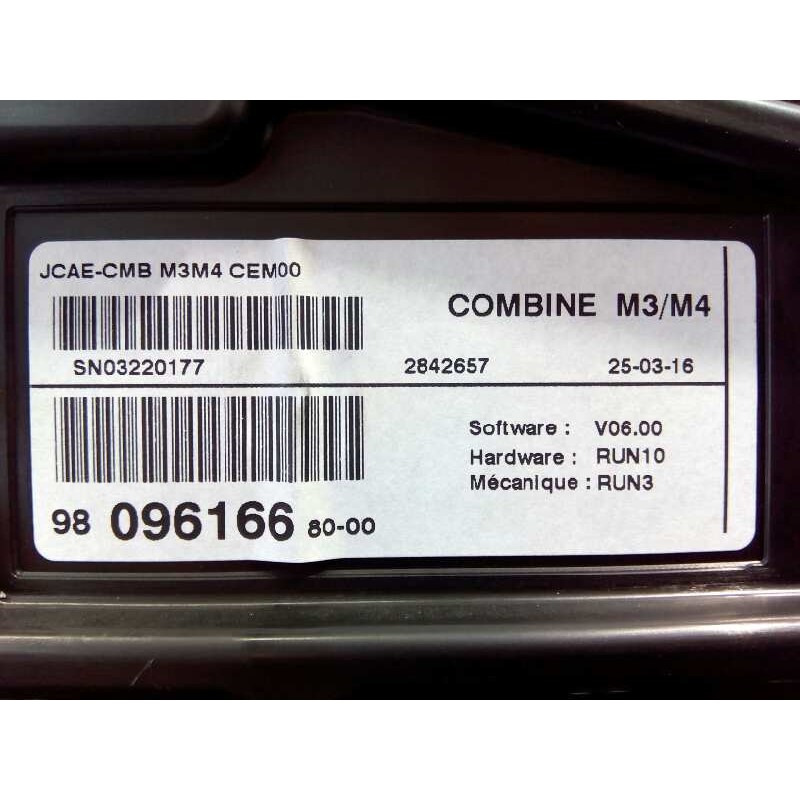 JCAE-CMB M3M4 CEM00
COMBINE M3/M4
SN03220177 2842657 25-03-16
Software : V06.00
Hardware : RUN10
Mécanique : RUN3
98 096166 80-00